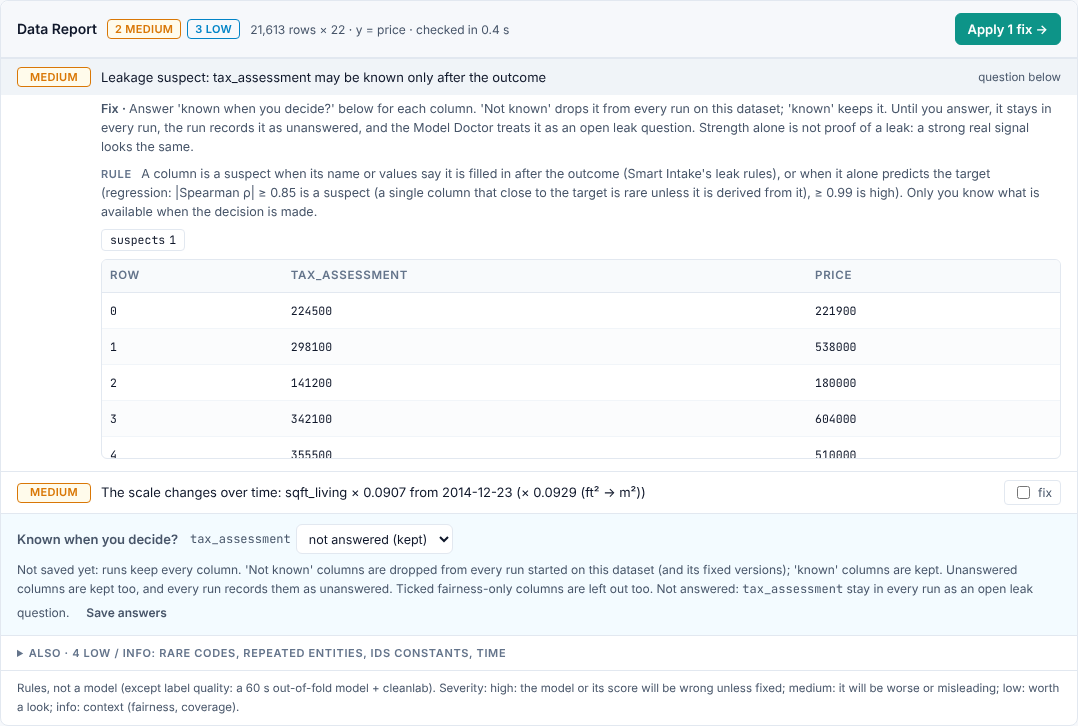 Data Report 2 MEDIUM 3 LOW 21,613 rows × 22 · y = price · checked in 0.4 s Apply 1 fix →
MEDIUM Leakage suspect: tax_assessment may be known only after the outcome question below
Fix · Answer 'known when you decide?' below for each column. 'Not known' drops it from every run on this dataset; 'known' keeps it. Until you answer, it stays in
every run, the run records it as unanswered, and the Model Doctor treats it as an open leak question. Strength alone is not proof of a leak: a strong real signal
looks the same.
RULE A column is a suspect when its name or values say it is filled in after the outcome (Smart Intake's leak rules), or when it alone predicts the target
(regression: |Spearman ρ| ≥ 0.85 is a suspect (a single column that close to the target is rare unless it is derived from it), ≥ 0.99 is high). Only you know what is
available when the decision is made.
suspects 1
ROW TAX_ASSESSMENT PRICE
0 224500 221900
1 298100 538000
2 141200 180000
3 342100 604000
4 355500 510000
MEDIUM The scale changes over time: sqft_living × 0.0907 from 2014-12-23 (× 0.0929 (ft² → m²)) fix
Known when you decide? tax_assessment not answered (kept)
Not saved yet: runs keep every column. 'Not known' columns are dropped from every run started on this dataset (and its fixed versions); 'known' columns are kept. Unanswered
columns are kept too, and every run records them as unanswered. Ticked fairness-only columns are left out too. Not answered: tax_assessment stay in every run as an open leak
question. Save answers
ALSO · 4 LOW / INFO: RARE CODES, REPEATED ENTITIES, IDS CONSTANTS, TIME
Rules, not a model (except label quality: a 60 s out-of-fold model + cleanlab). Severity: high: the model or its score will be wrong unless fixed; medium: it will be worse or misleading; low: worth
a look; info: context (fairness, coverage).